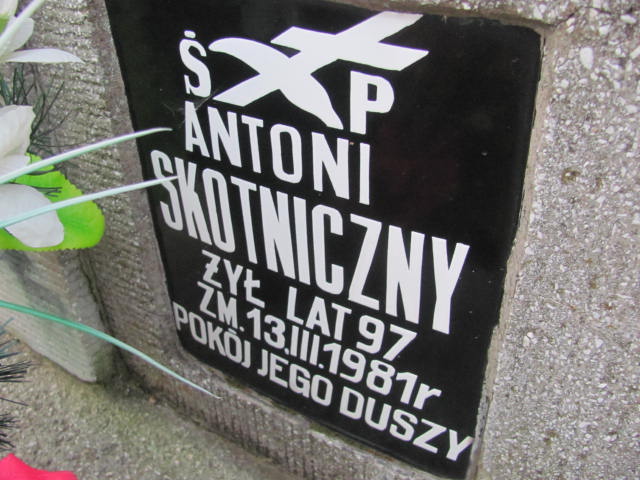 Ś P
ANTONI
SKOTNICZNY
ŻYŁ LAT 97
ZM. 13.III.1981r
POKÓJ JEGO DUSZY